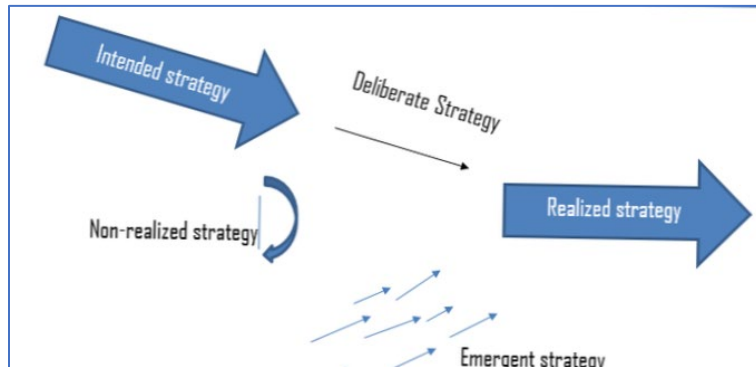 Intended strategy
Deliberate Strategy
Realized strategy
Non-realized strategy
Emergent strategy